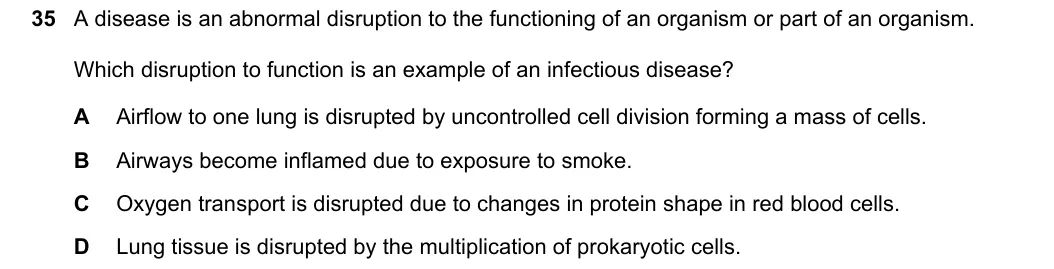 35 A disease is an abnormal disruption to the functioning of an organism or part of an organism.
Which disruption to function is an example of an infectious disease?
A Airflow to one lung is disrupted by uncontrolled cell division forming a mass of cells.
B Airways become inflamed due to exposure to smoke.
C Oxygen transport is disrupted due to changes in protein shape in red blood cells.
D Lung tissue is disrupted by the multiplication of prokaryotic cells.